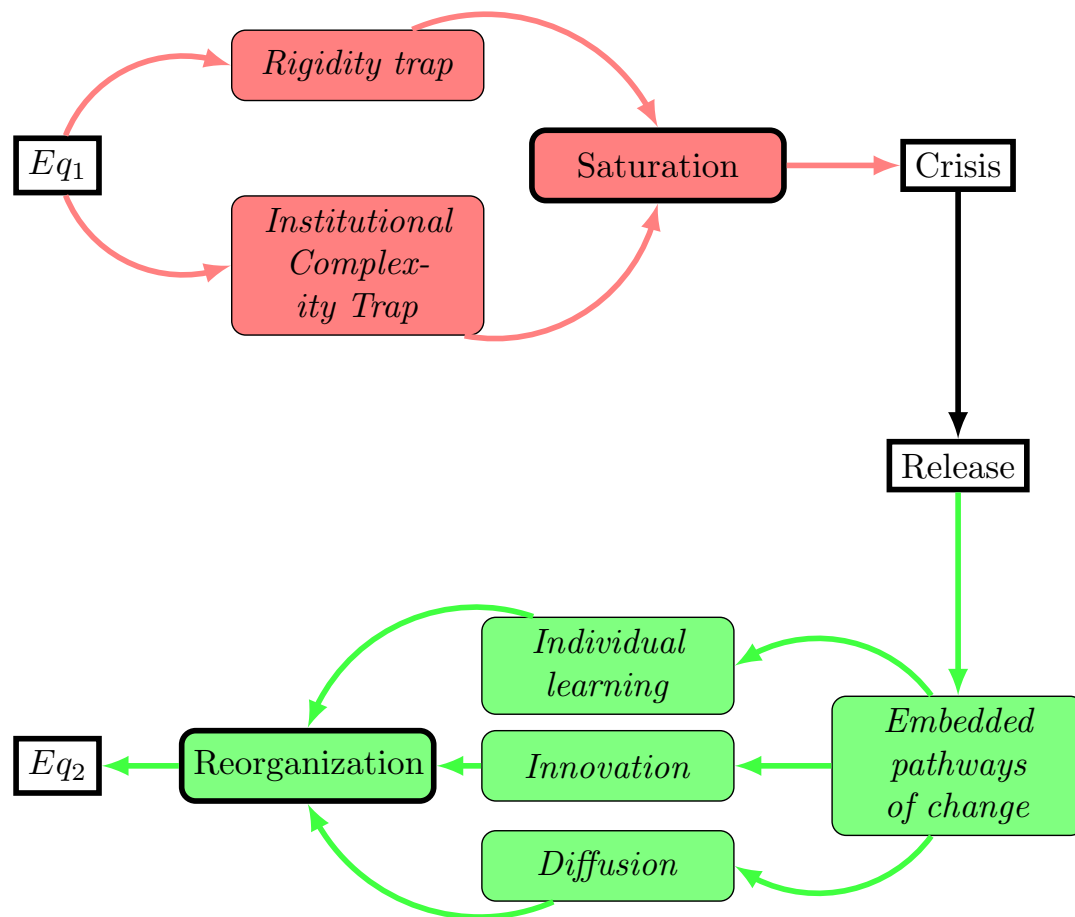 Rigidity trap
Eq₁
Saturation
Crisis
Institutional
Complex-
ity Trap
Release
Individual
learning
Embedded
pathways
of change
Eq₂
Reorganization
Innovation
Diffusion